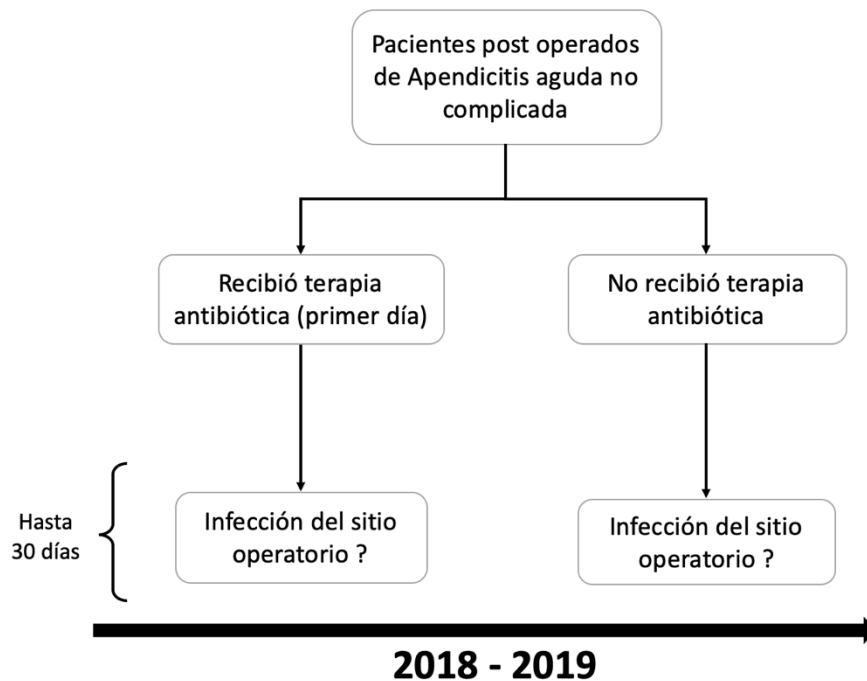 Pacientes post operados
de Apendicitis aguda no
complicada
Recibió terapia
antibiótica (primer día)
No recibió terapia
antibiótica
Hasta
30 días
Infección del sitio
operatorio ?
Infección del sitio
operatorio ?
2018 - 2019